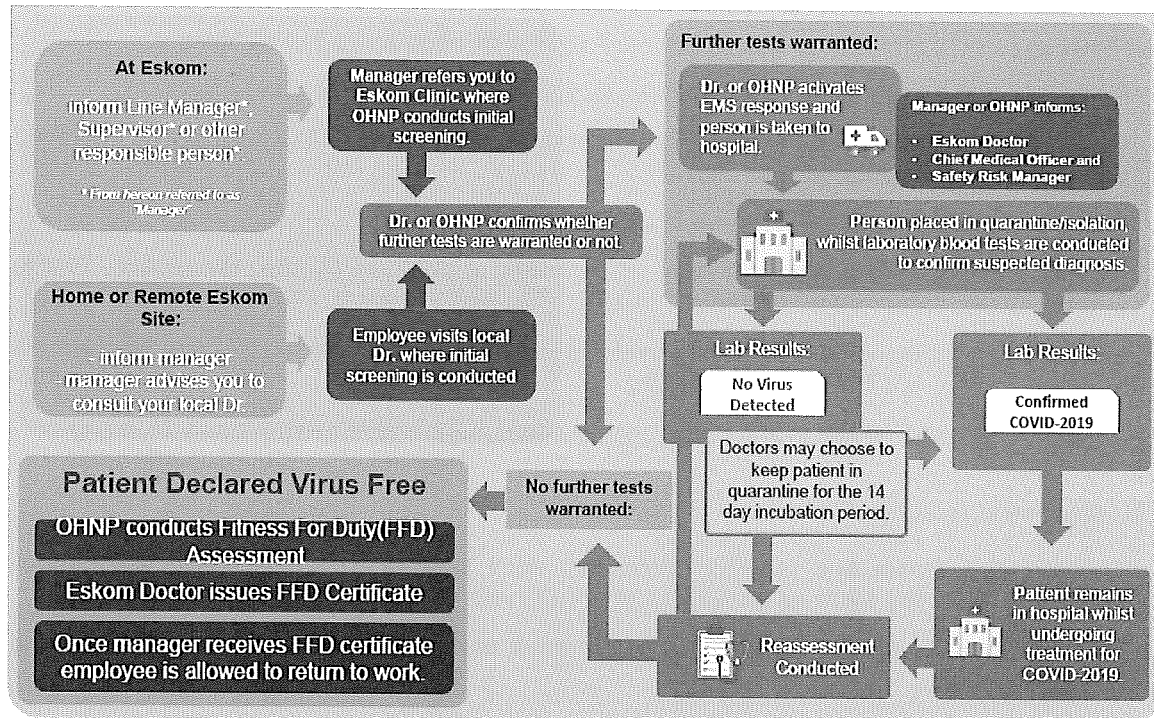 At Eskom:
Inform Line Manager*,
Supervisor* or other
responsible person*.
* From hereon referred to as
"Manager"
Manager refers you to
Eskom Clinic where
OHNP conducts initial
screening.
Dr. or OHNP confirms whether
further tests are warranted or not.
Home or Remote Eskom
Site:
- inform manager
- manager advises you to
consult your local Dr.
Employee visits local
Dr. where initial
screening is conducted
Further tests warranted:
Dr. or OHNP activates
EMS response and
person is taken to
hospital.
Manager or OHNP informs:
- Eskom Doctor
- Chief Medical Officer and
- Safety Risk Manager
Person placed in quarantine/isolation,
whilst laboratory blood tests are conducted
to confirm suspected diagnosis.
Lab Results:
No Virus
Detected
Lab Results:
Confirmed
COVID-2019
Doctors may choose to
keep patient in
quarantine for the 14
day incubation period.
Patient remains
in hospital whilst
undergoing
treatment for
COVID-2019.
Reassessment
Conducted
No further tests
warranted:
Patient Declared Virus Free
OHNP conducts Fitness For Duty(FFD)
Assessment
Eskom Doctor issues FFD Certificate
Once manager receives FFD certificate
employee is allowed to return to work.